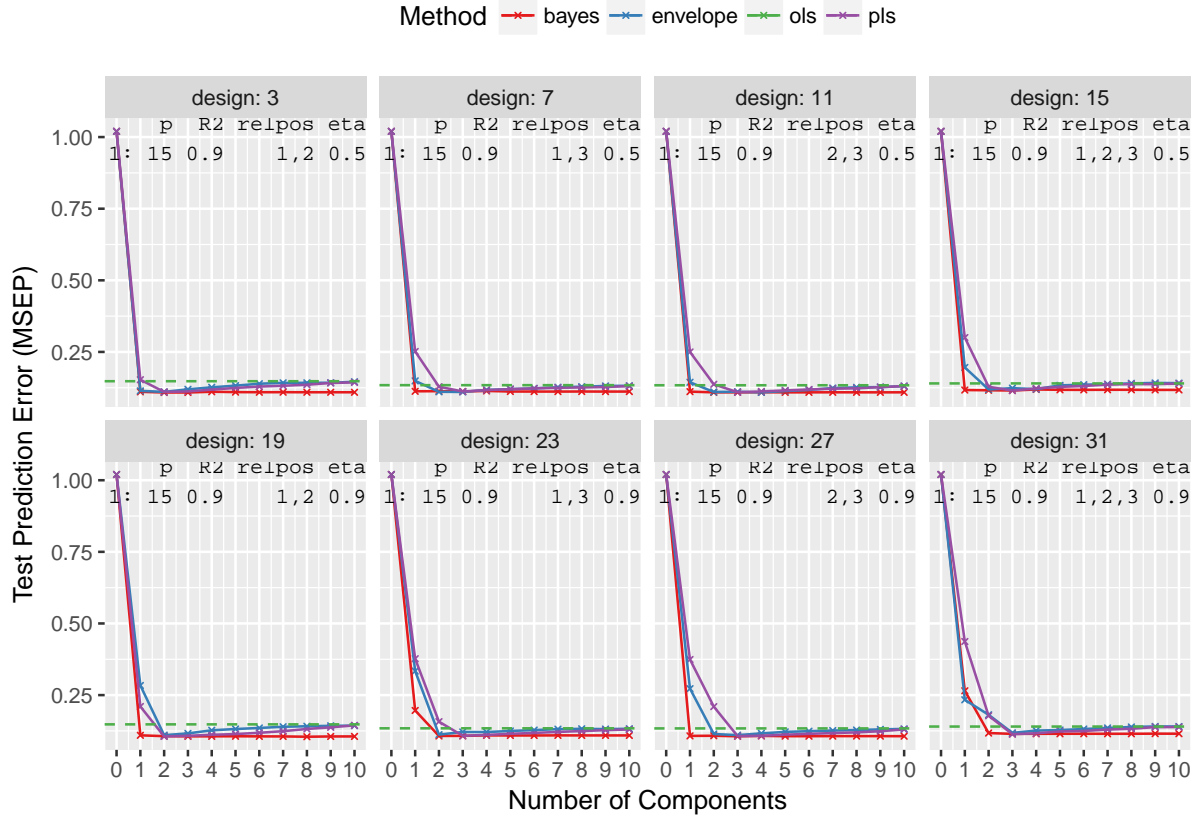 Method bayes envelope ols pls
design: 3 design: 7 design: 11 design: 15
p R2 relpos eta p R2 relpos eta p R2 relpos eta p R2 relpos eta
1: 15 0.9 1,2 0.5 1: 15 0.9 1,3 0.5 1: 15 0.9 2,3 0.5 1: 15 0.9 1,2,3 0.5
1.00
0.75
0.50
0.25
design: 19 design: 23 design: 27 design: 31
p R2 relpos eta p R2 relpos eta p R2 relpos eta p R2 relpos eta
1: 15 0.9 1,2 0.9 1: 15 0.9 1,3 0.9 1: 15 0.9 2,3 0.9 1: 15 0.9 1,2,3 0.9
1.00
0.75
0.50
0.25
0 1 2 3 4 5 6 7 8 9 10 0 1 2 3 4 5 6 7 8 9 10 0 1 2 3 4 5 6 7 8 9 10 0 1 2 3 4 5 6 7 8 9 10
Number of Components
Test Prediction Error (MSEP)